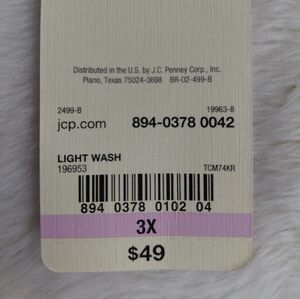 Distributed in the U.S. by J.C. Penney Corp., Inc.
Plano, Texas 75024-3698 BR-02-499-B
2499-B 19963-8
jcp.com 894-0378 0042
LIGHT WASH
196953 TCM74KR
894 0378 0102 04
3X
$49